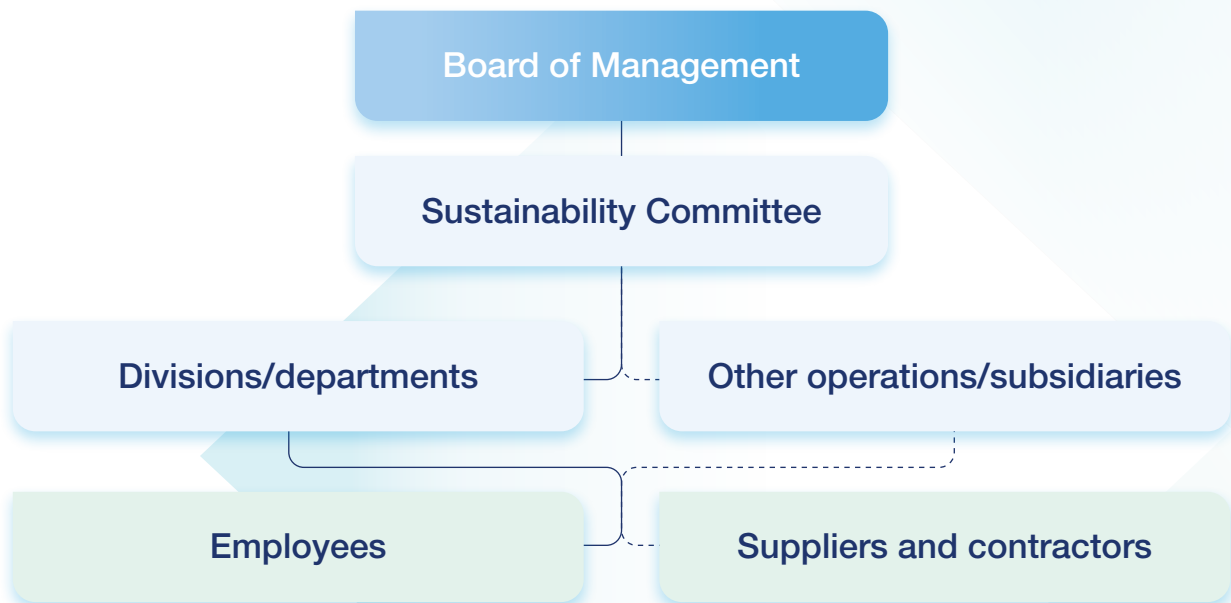 Board of Management
Sustainability Committee
Divisions/departments
Other operations/subsidiaries
Employees
Suppliers and contractors